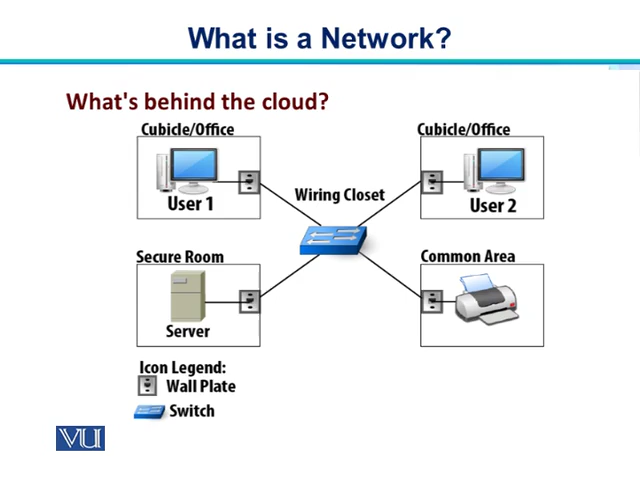 What is a Network?
What's behind the cloud?
Cubicle/Office
Cubicle/Office
User 1
Wiring Closet
User 2
Secure Room
Common Area
Server
Icon Legend:
Wall Plate
Switch
VU